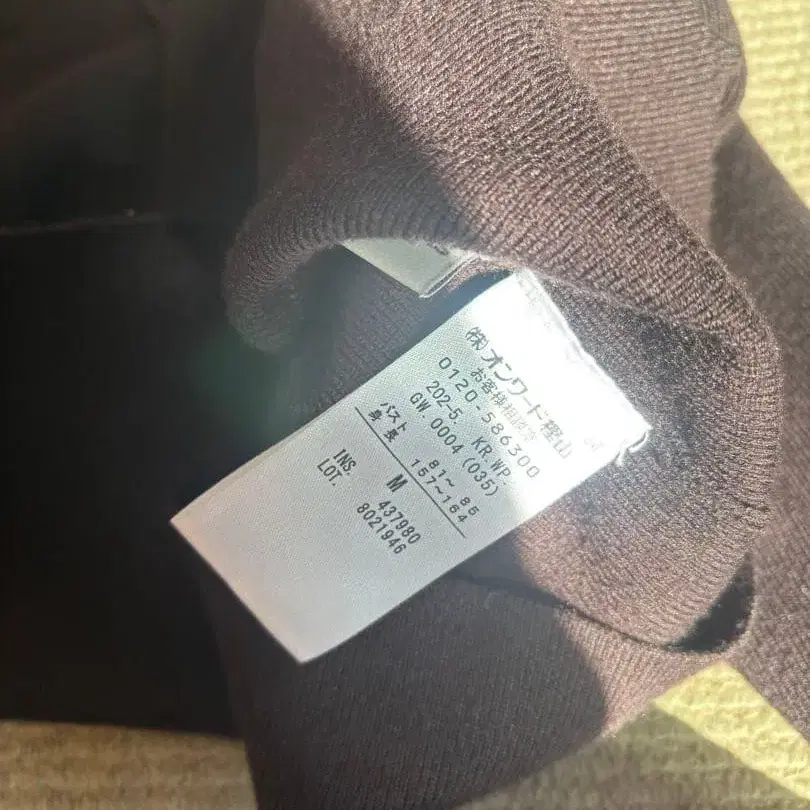 ㈱オンワード樫山
お客様相談室
0120-586300
202-5. KR.WP.
GW.0004 (035)
バスト 81～ 86
身 長 157～164
M
INS. 437980
LOT. 8021946